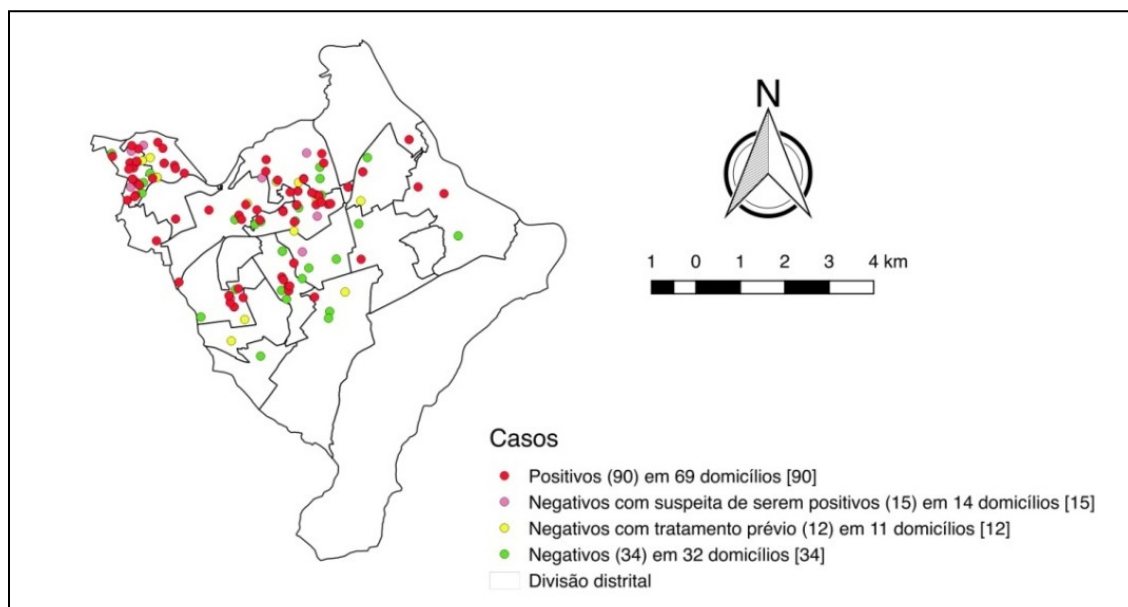 N
1 0 1 2 3 4 km
Casos
Positivos (90) em 69 domicílios [90]
Negativos com suspeita de serem positivos (15) em 14 domicílios [15]
Negativos com tratamento prévio (12) em 11 domicílios [12]
Negativos (34) em 32 domicílios [34]
Divisão distrital